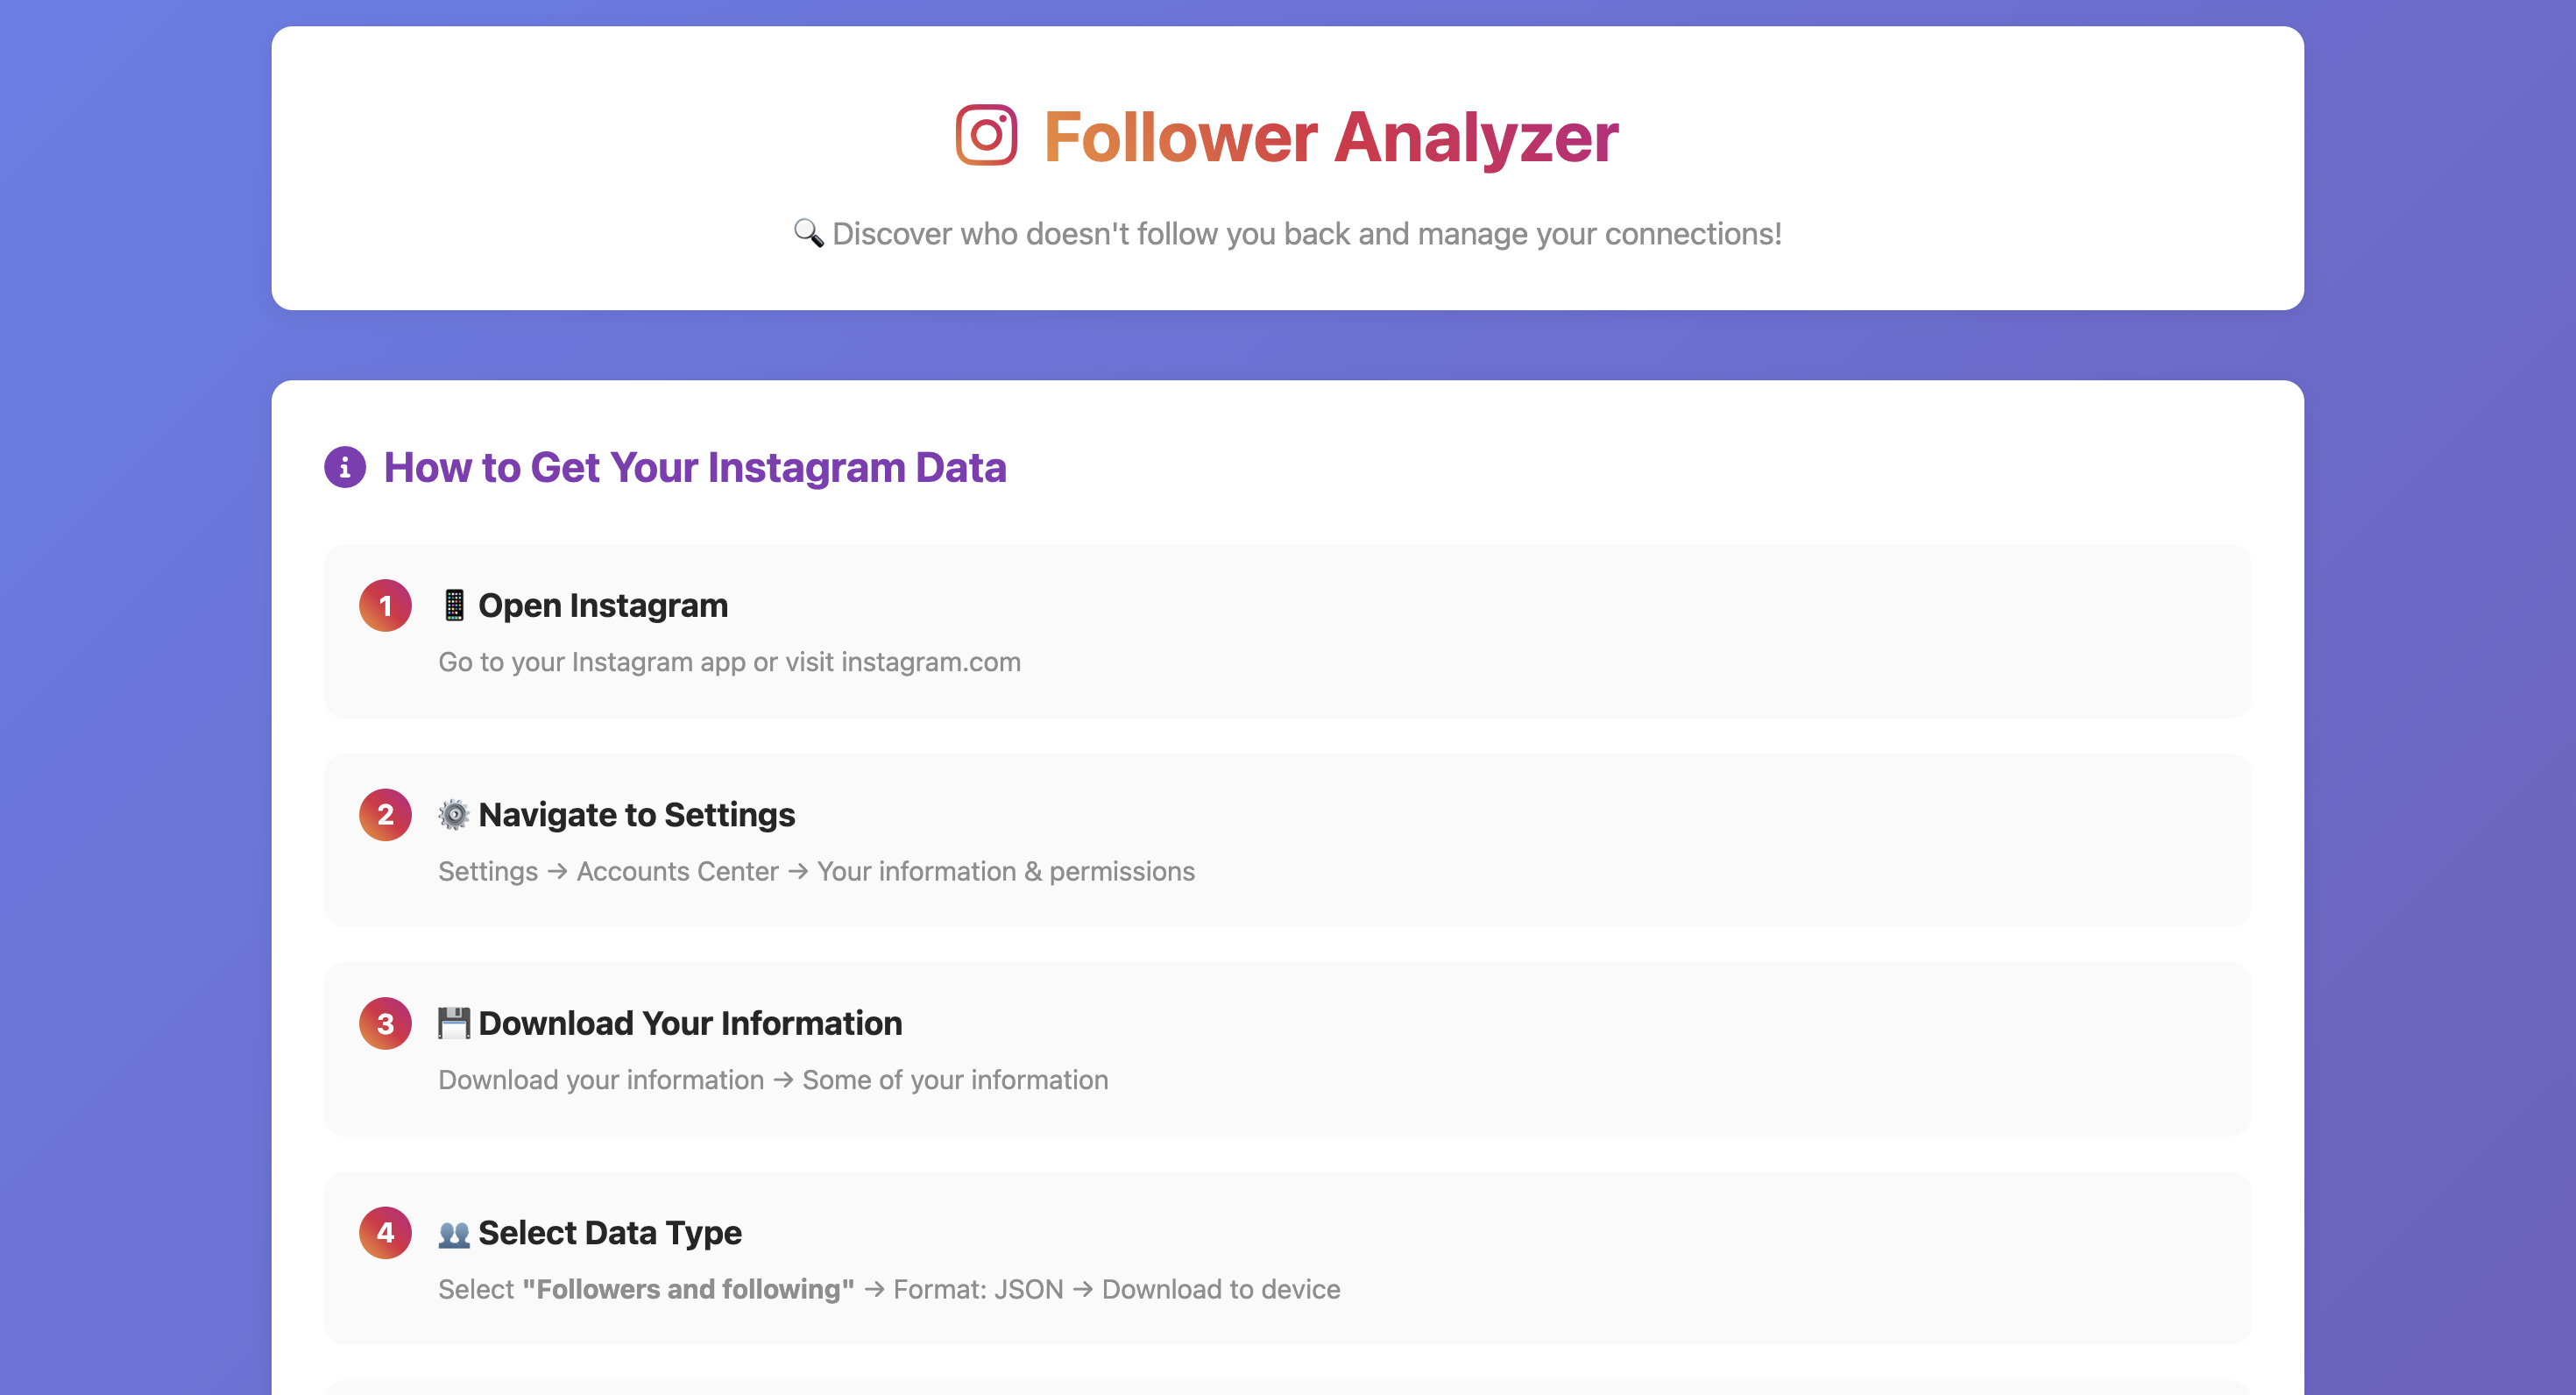 Follower Analyzer
🔍 Discover who doesn't follow you back and manage your connections!
How to Get Your Instagram Data
1 📱 Open Instagram
Go to your Instagram app or visit instagram.com
2 ⚙️ Navigate to Settings
Settings → Accounts Center → Your information & permissions
3 💾 Download Your Information
Download your information → Some of your information
4 👥 Select Data Type
Select "Followers and following" → Format: JSON → Download to device